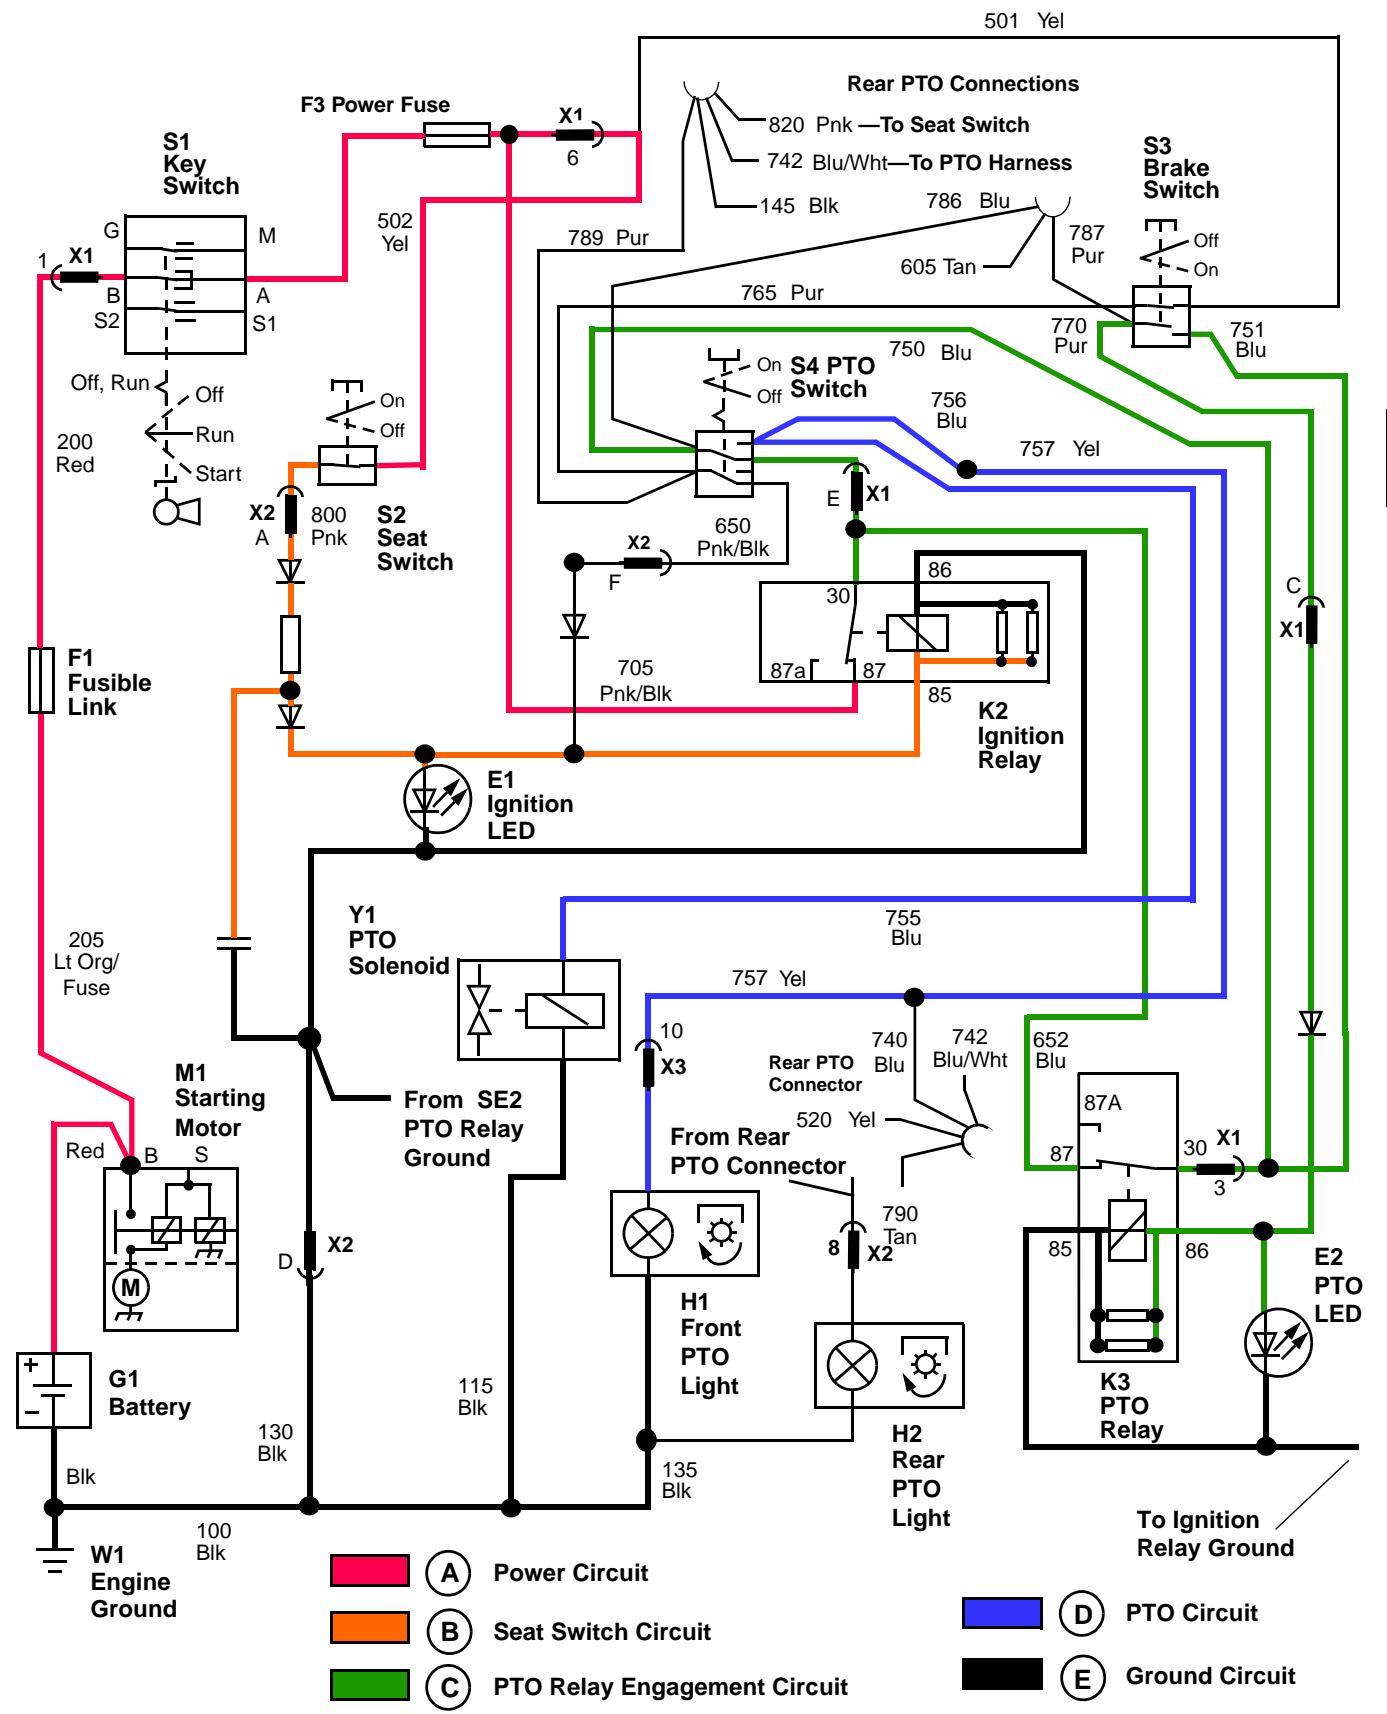 501 Yel
Rear PTO Connections
F3 Power Fuse
X1
6
820 Pnk —To Seat Switch
742 Blu/Wht—To PTO Harness
145 Blk
S1
Key
Switch
S3
Brake
Switch
786 Blu
787
Pur
605 Tan
Off
On
502
Yel
789 Pur
G
M
1
X1
B
A
S2
S1
765 Pur
770
Pur
751
Blu
750 Blu
Off, Run
Off
Run
Start
On
Off
On
Off
S4 PTO
Switch
756
Blu
757 Yel
200
Red
X2
A
800
Pnk
S2
Seat
Switch
E
X1
650
Pnk/Blk
X2
F
86
30
C
X1
F1
Fusible
Link
705
Pnk/Blk
87a
87
85
K2
Ignition
Relay
E1
Ignition
LED
205
Lt Org/
Fuse
Y1
PTO
Solenoid
755
Blu
757 Yel
10
X3
740
Blu
742
Blu/Wht
652
Blu
Rear PTO
Connector
520 Yel
M1
Starting
Motor
From SE2
PTO Relay
Ground
From Rear
PTO Connector
87A
87
30
X1
3
Red
B
S
790
Tan
8
X2
85
86
D
X2
M
E2
PTO
LED
H1
Front
PTO
Light
+
−
G1
Battery
115
Blk
K3
PTO
Relay
130
Blk
H2
Rear
PTO
Light
Blk
135
Blk
100
Blk
To Ignition
Relay Ground
W1
Engine
Ground
A Power Circuit
B Seat Switch Circuit
C PTO Relay Engagement Circuit
D PTO Circuit
E Ground Circuit